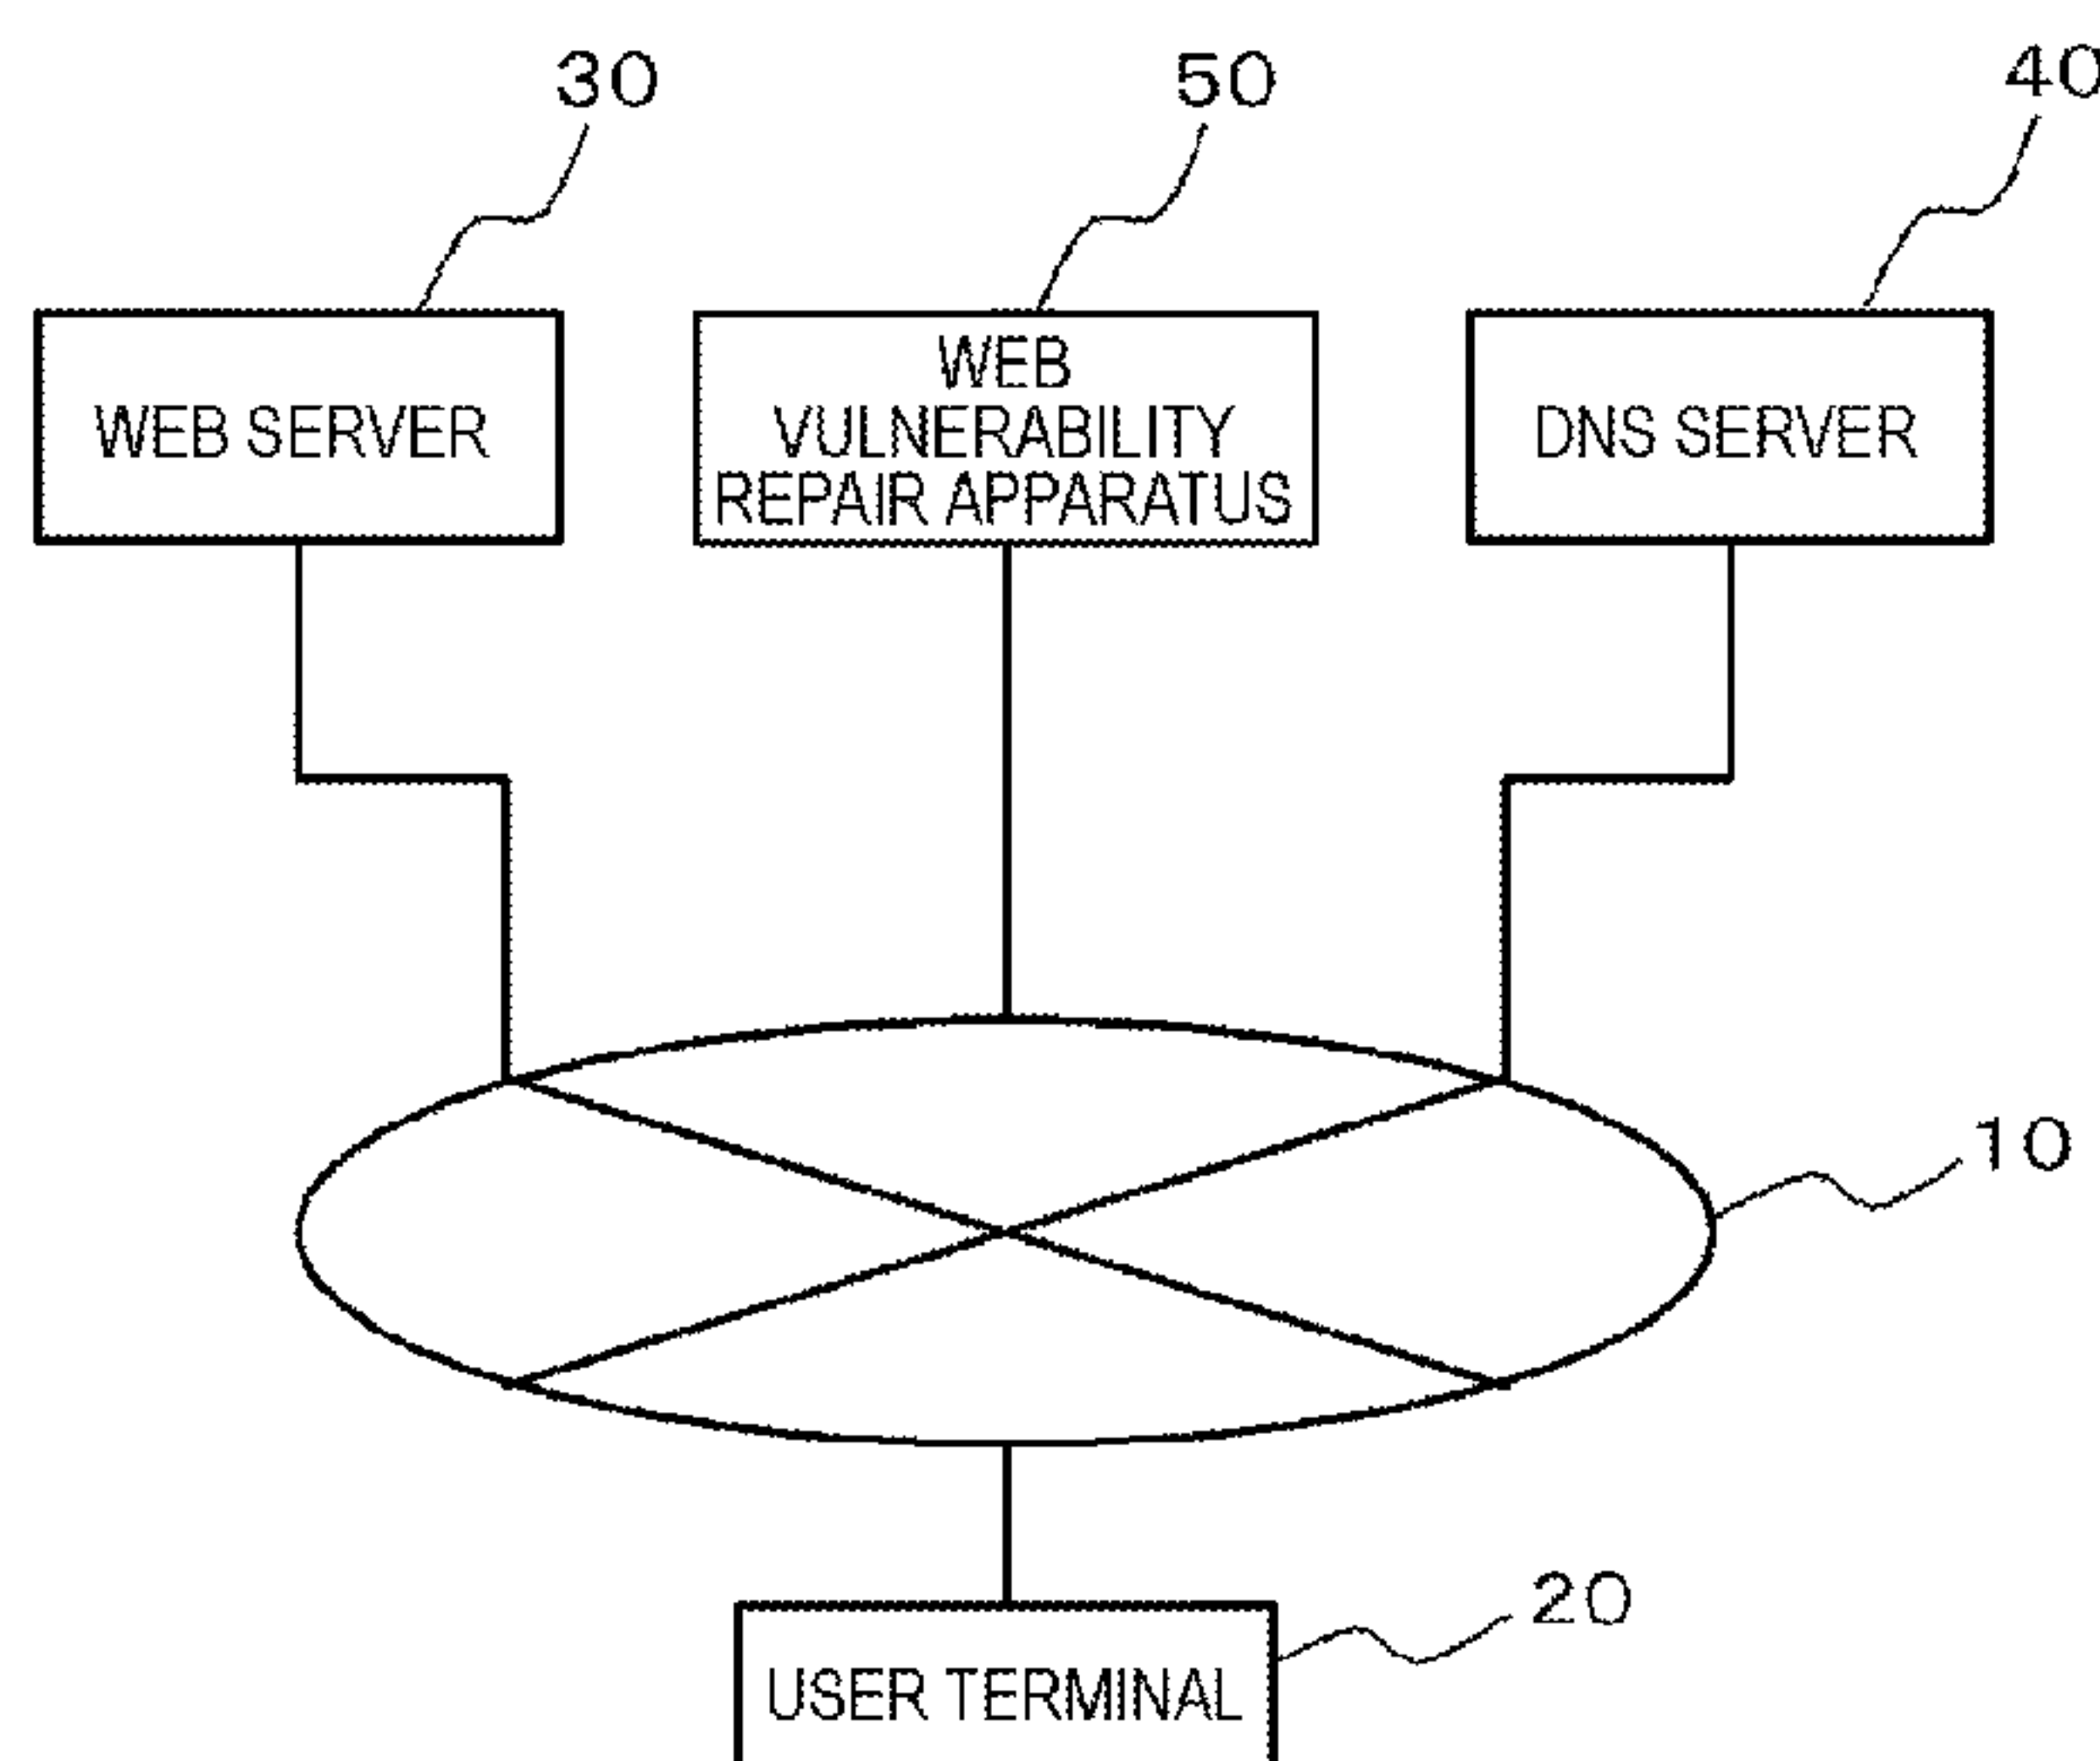 30
50
40
WEB SERVER
WEB
VULNERABILITY
REPAIR APPARATUS
DNS SERVER
10
20
USER TERMINAL